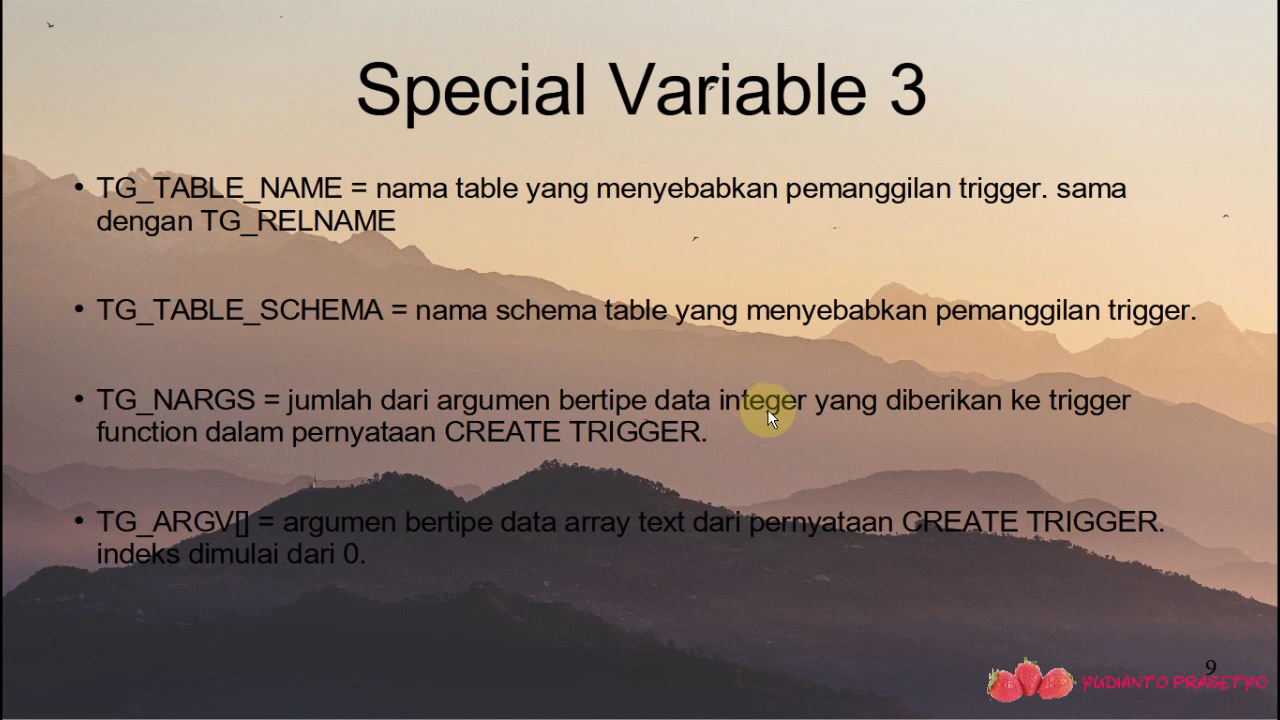 Special Variable 3
• TG_TABLE_NAME = nama table yang menyebabkan pemanggilan trigger. sama
dengan TG_RELNAME
• TG_TABLE_SCHEMA = nama schema table yang menyebabkan pemanggilan trigger.
• TG_NARGS = jumlah dari argumen bertipe data integer yang diberikan ke trigger
function dalam pernyataan CREATE TRIGGER.
• TG_ARGV[] = argumen bertipe data array text dari pernyataan CREATE TRIGGER.
indeks dimulai dari 0.
9
YUDIANTO PRASETYO